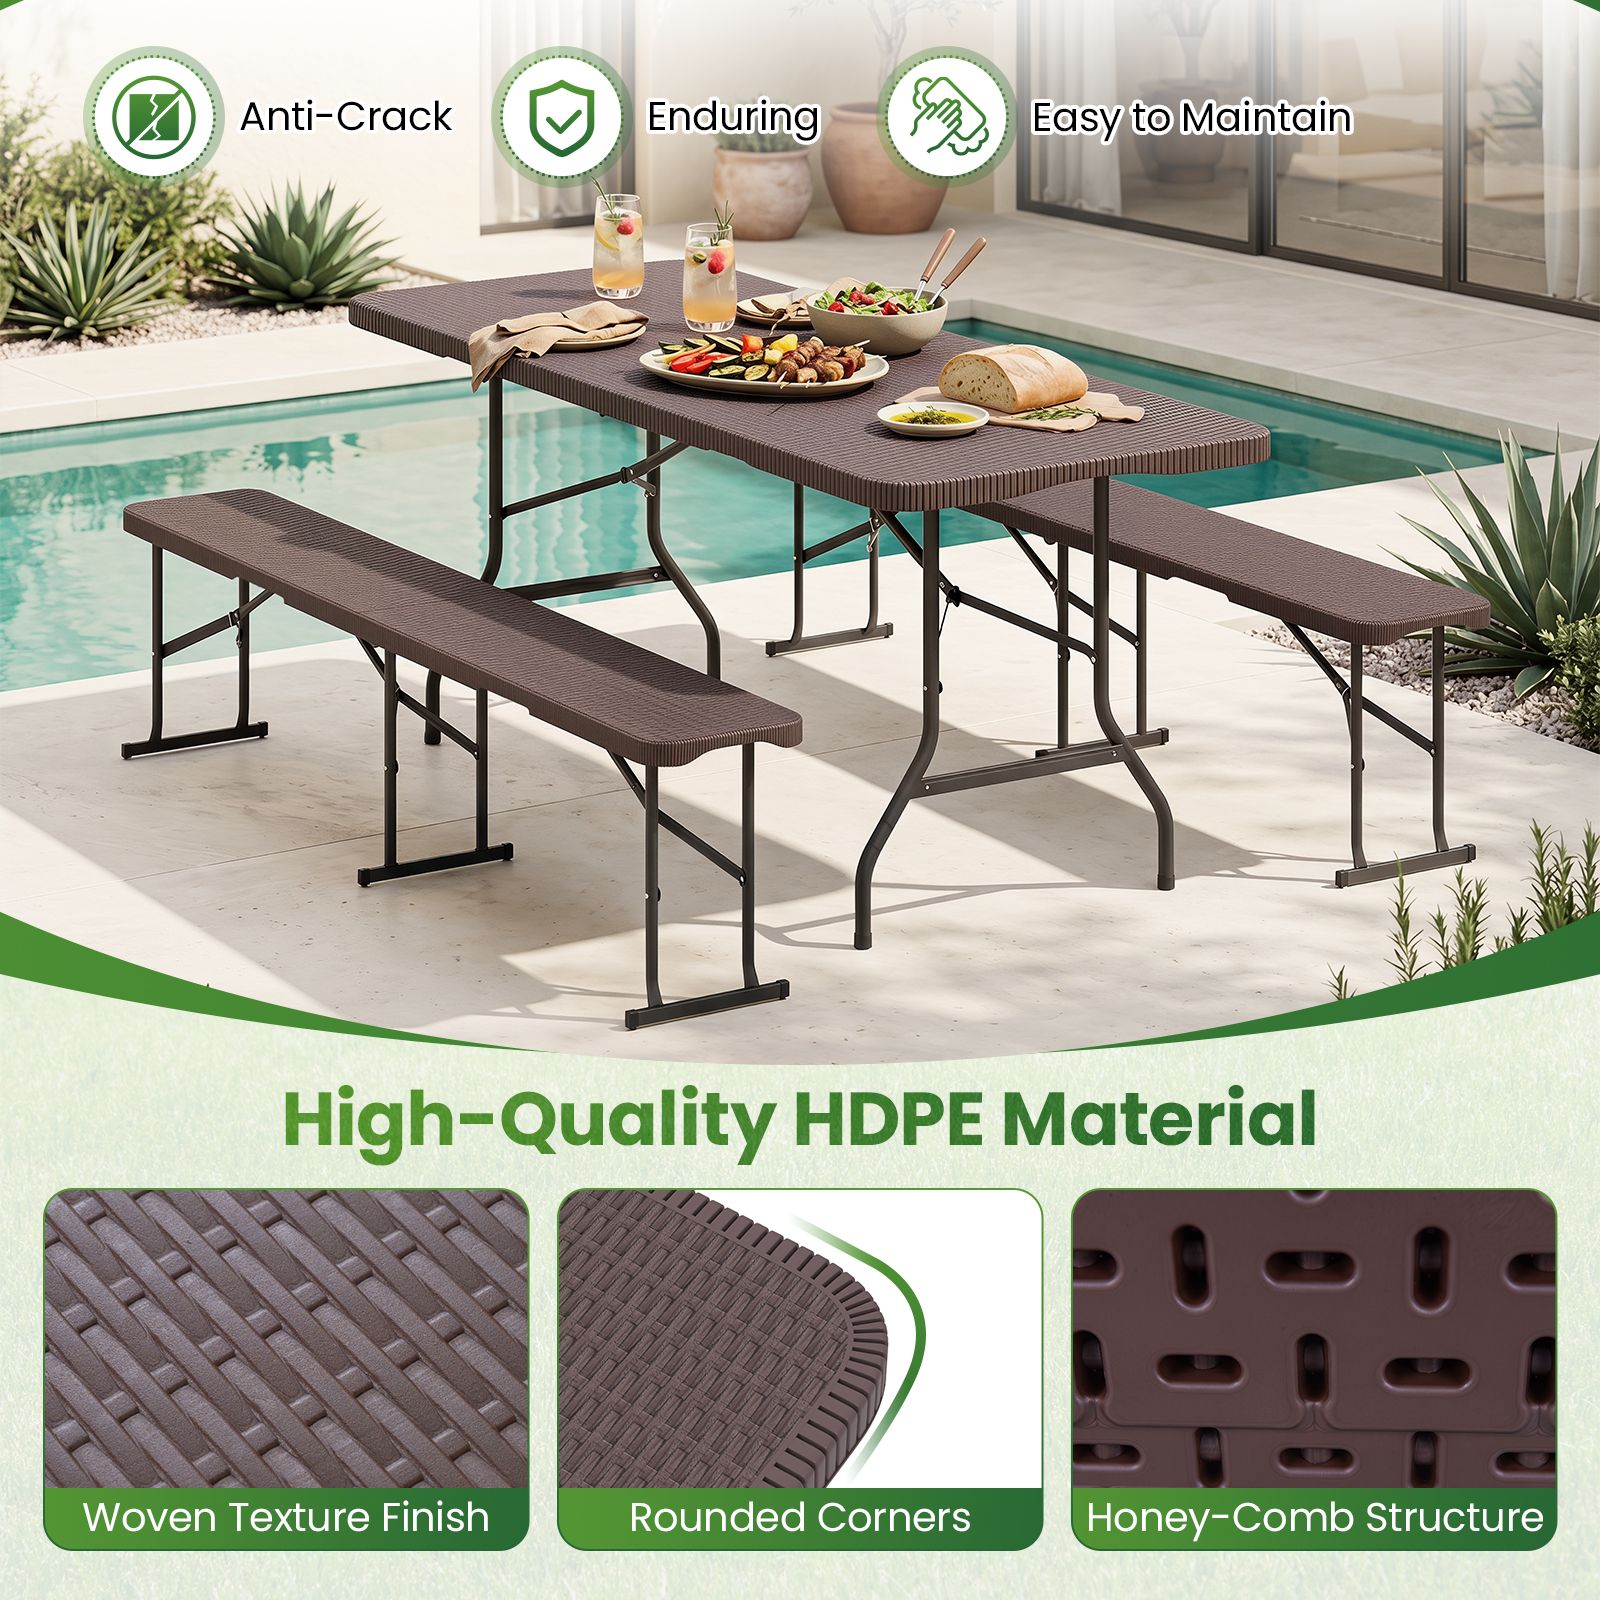 Anti-Crack
Enduring
Easy to Maintain
High-Quality HDPE Material
Woven Texture Finish
Rounded Corners
Honey-Comb Structure